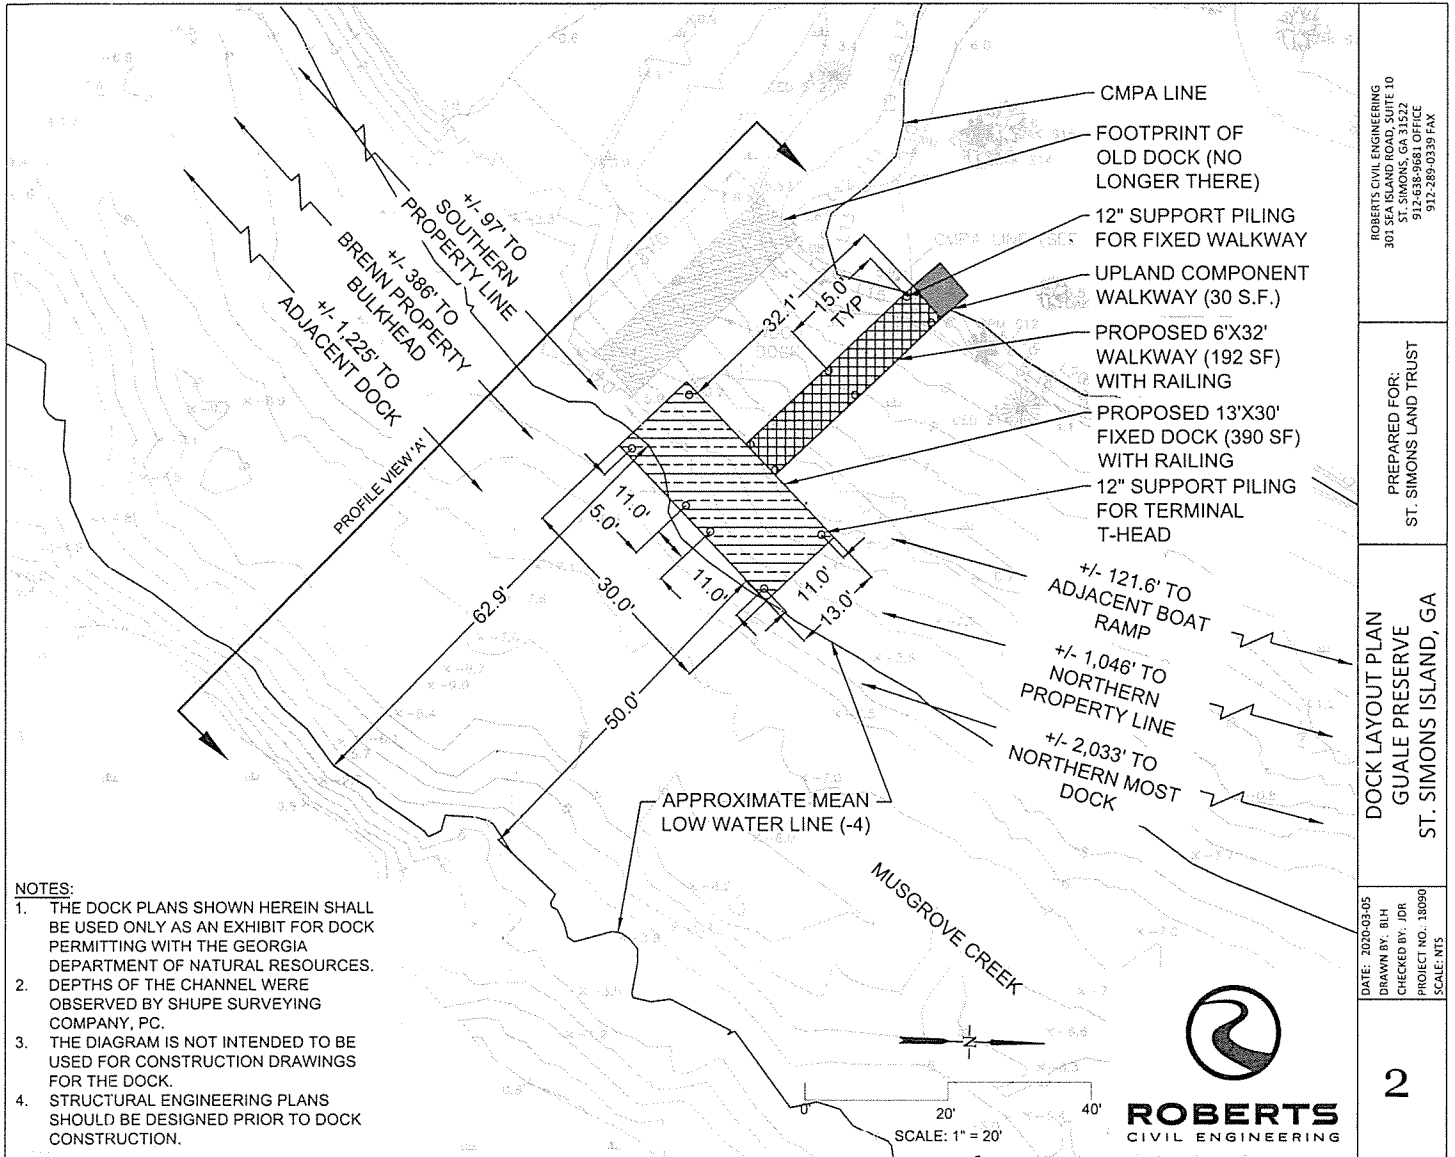 CMPA LINE
FOOTPRINT OF
OLD DOCK (NO
LONGER THERE)
12" SUPPORT PILING
FOR FIXED WALKWAY
UPLAND COMPONENT
WALKWAY (30 S.F.)
PROPOSED 6'X32'
WALKWAY (192 SF)
WITH RAILING
PROPOSED 13'X30'
FIXED DOCK (390 SF)
WITH RAILING
12" SUPPORT PILING
FOR TERMINAL
T-HEAD
+/- 97' TO
SOUTHERN
PROPERTY LINE
+/- 386' TO
BRENN PROPERTY
BULKHEAD
+/- 1,225' TO
ADJACENT DOCK
PROFILE VIEW 'A'
32.1'
15.0'
TYP
11.0'
5.0'
11.0'
30.0'
62.9'
50.0'
11.0'
13.0'
+/- 121.6' TO
ADJACENT BOAT
RAMP
+/- 1,046' TO
NORTHERN
PROPERTY LINE
+/- 2,033' TO
NORTHERN MOST
DOCK
APPROXIMATE MEAN
LOW WATER LINE (-4)
MUSGROVE CREEK
NOTES:
1. THE DOCK PLANS SHOWN HEREIN SHALL
BE USED ONLY AS AN EXHIBIT FOR DOCK
PERMITTING WITH THE GEORGIA
DEPARTMENT OF NATURAL RESOURCES.
2. DEPTHS OF THE CHANNEL WERE
OBSERVED BY SHUPE SURVEYING
COMPANY, PC.
3. THE DIAGRAM IS NOT INTENDED TO BE
USED FOR CONSTRUCTION DRAWINGS
FOR THE DOCK.
4. STRUCTURAL ENGINEERING PLANS
SHOULD BE DESIGNED PRIOR TO DOCK
CONSTRUCTION.
N
0' 20' 40'
SCALE: 1" = 20'
ROBERTS
CIVIL ENGINEERING
ROBERTS CIVIL ENGINEERING
301 SEA ISLAND ROAD, SUITE 10
ST. SIMONS, GA 31522
912-638-9681 OFFICE
912-289-0339 FAX
PREPARED FOR:
ST. SIMONS LAND TRUST
DOCK LAYOUT PLAN
GUALE PRESERVE
ST. SIMONS ISLAND, GA
DATE: 2020-03-05
DRAWN BY: BLH
CHECKED BY: JDR
PROJECT NO.: 18090
SCALE: NTS
2